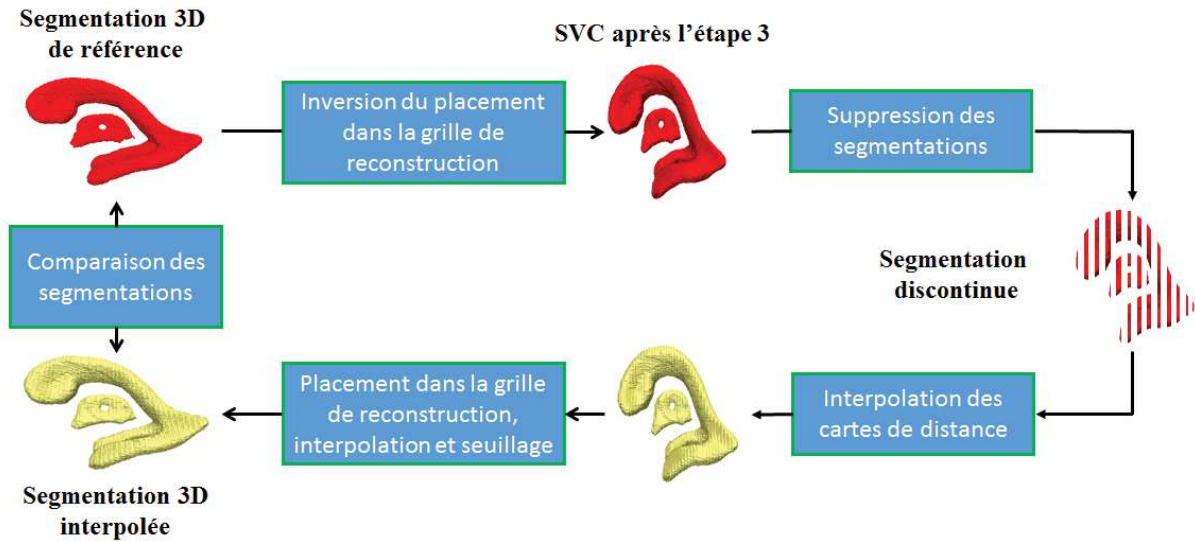 Segmentation 3D
de référence
Inversion du placement
dans la grille de
reconstruction
SVC après l'étape 3
Suppression des
segmentations
Segmentation
discontinue
Interpolation des
cartes de distance
Placement dans la grille
de reconstruction,
interpolation et seuillage
Comparaison des
segmentations
Segmentation 3D
interpolée